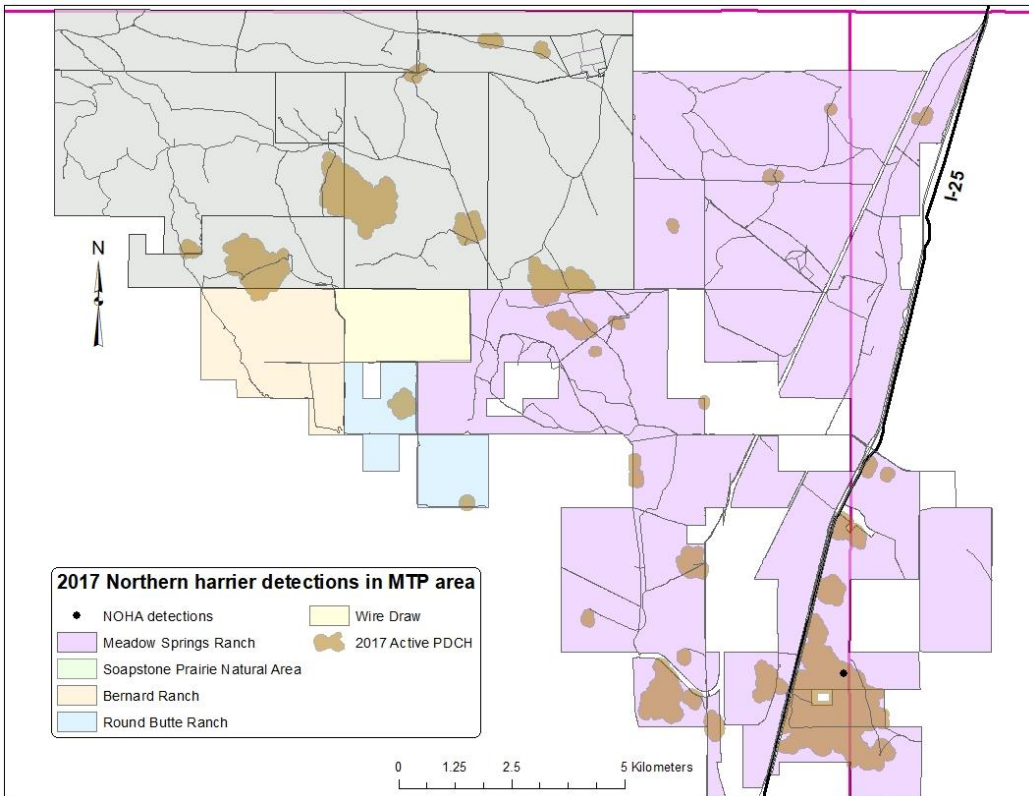 I-25
N
2017 Northern harrier detections in MTP area
NOHA detections
Meadow Springs Ranch
Soapstone Prairie Natural Area
Bernard Ranch
Round Butte Ranch
Wire Draw
2017 Active PDCH
0 1.25 2.5 5 Kilometers